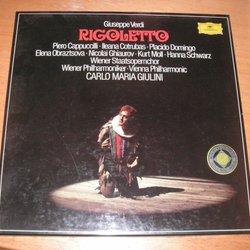 Giuseppe Verdi
RIGOLETTO
Piero Cappuccilli · Ileana Cotrubas · Placido Domingo
Elena Obraztsova · Nicolai Ghiaurov · Kurt Moll · Hanna Schwarz
Wiener Staatsopernchor
Wiener Philharmoniker · Vienna Philharmonic
CARLO MARIA GIULINI